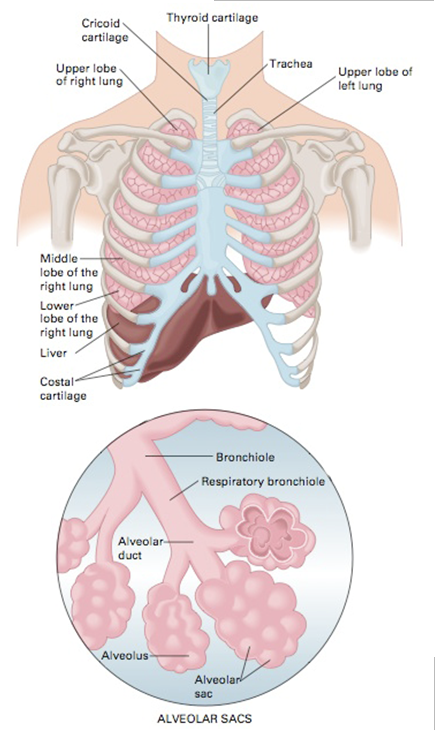 Thyroid cartilage
Cricoid
cartilage
Trachea
Upper lobe
of right lung
Upper lobe of
left lung
Middle
lobe of the
right lung
Lower
lobe of the
right lung
Liver
Costal
cartilage
Bronchiole
Respiratory bronchiole
Alveolar
duct
Alveolus
Alveolar
sac
ALVEOLAR SACS